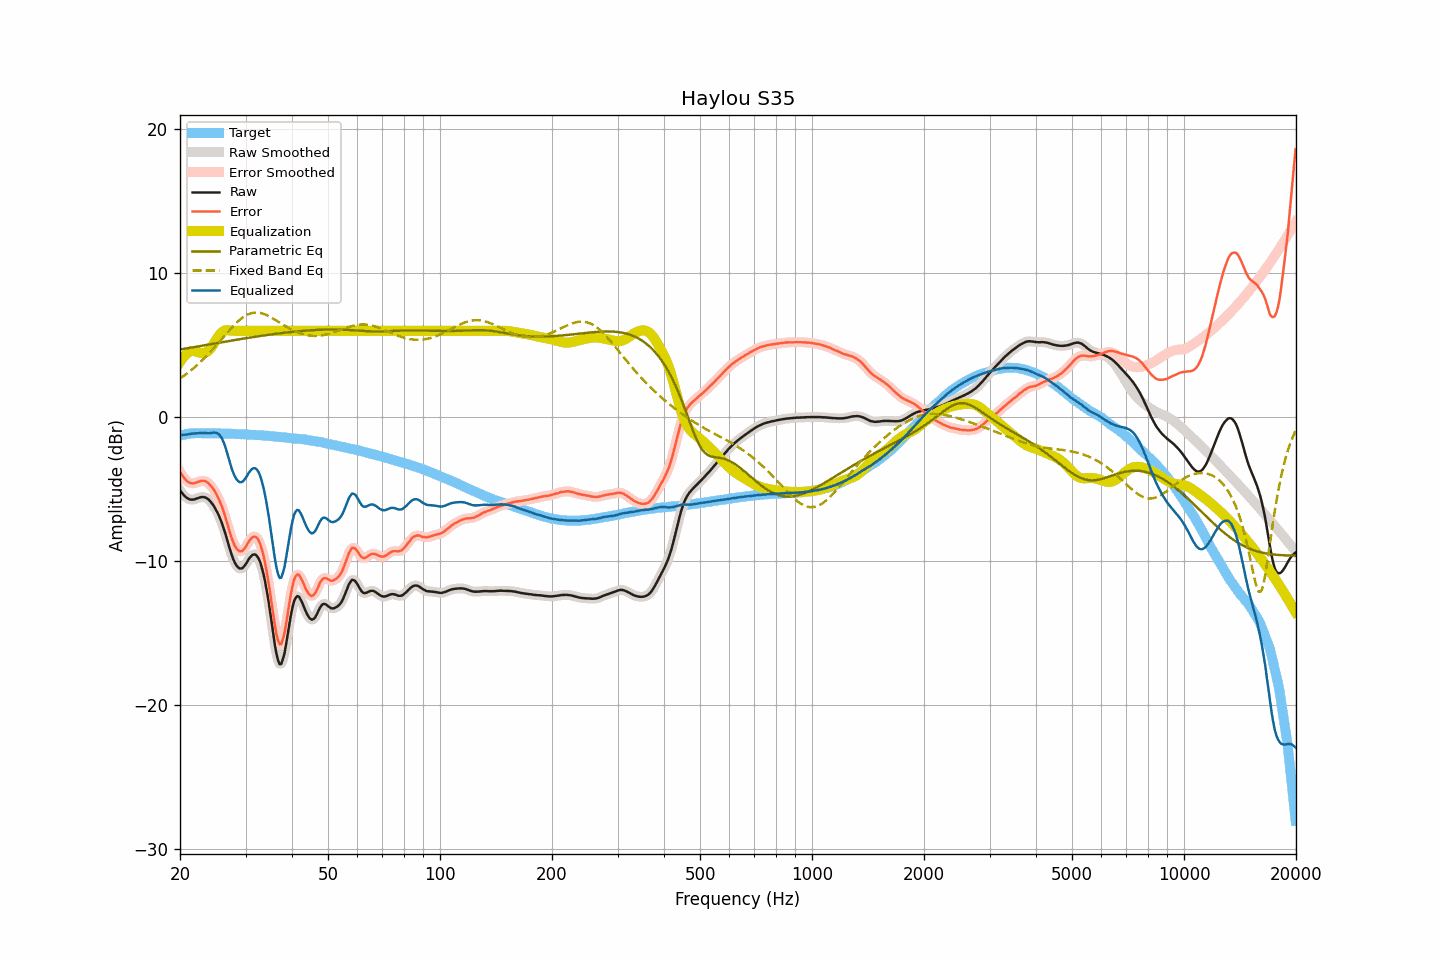 Haylou S35
20
10
0
−10
−20
−30
Amplitude (dBr)
Target
Raw Smoothed
Error Smoothed
Raw
Error
Equalization
Parametric Eq
Fixed Band Eq
Equalized
20 50 100 200 500 1000 2000 5000 10000 20000
Frequency (Hz)